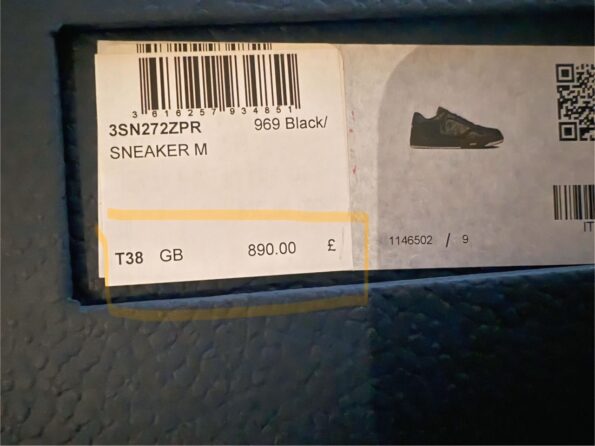 3 616257 934851
3SN272ZPR 969 Black/
SNEAKER M
T38 GB 890.00 £
1146502 / 9
IT